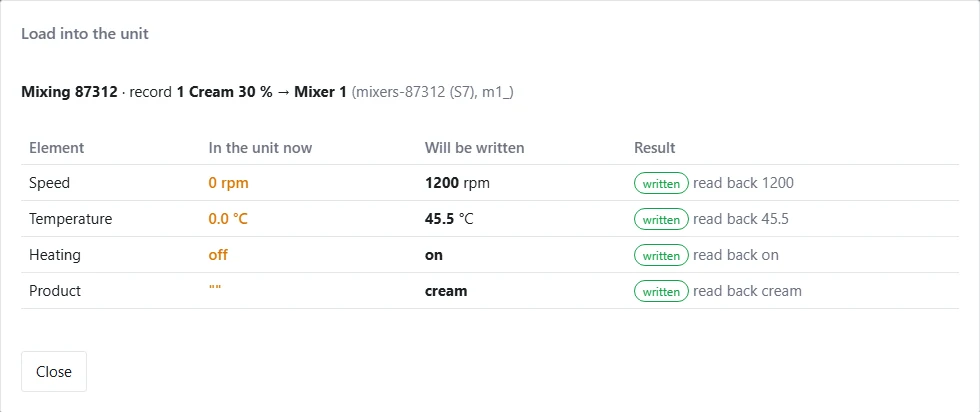 Load into the unit
Mixing 87312 · record 1 Cream 30 % → Mixer 1 (mixers-87312 (S7), m1_)
Element In the unit now Will be written Result
Speed 0 rpm 1200 rpm written read back 1200
Temperature 0.0 °C 45.5 °C written read back 45.5
Heating off on written read back on
Product "" cream written read back cream
Close